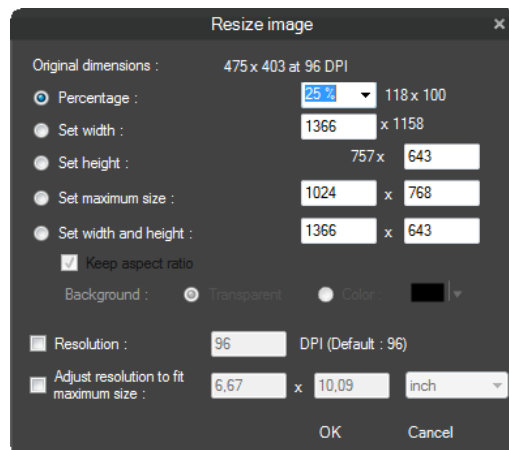 Resize image ×
Original dimensions : 475 x 403 at 96 DPI
Percentage : 25 % 118 x 100
Set width : 1366 x 1158
Set height : 757 x 643
Set maximum size : 1024 x 768
Set width and height : 1366 x 643
Keep aspect ratio
Background : Transparent Color :
Resolution : 96 DPI (Default : 96)
Adjust resolution to fit
maximum size : 6,67 x 10,09 inch
OK Cancel